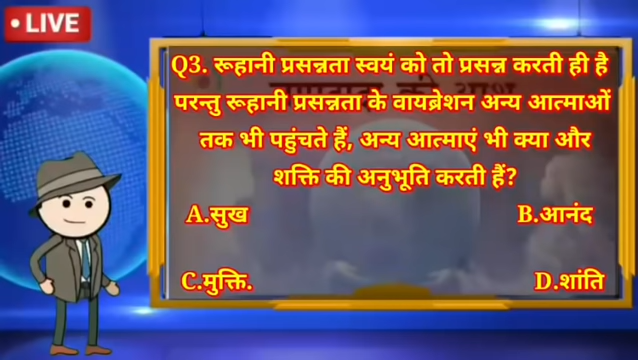 • LIVE
Q3. रूहानी प्रसन्नता स्वयं को तो प्रसन्न करती ही है
परन्तु रूहानी प्रसन्नता के वायब्रेशन अन्य आत्माओं
तक भी पहुंचते हैं, अन्य आत्माएं भी क्या और
शक्ति की अनुभूति करती हैं?
A.सुख B.आनंद
C.मुक्ति. D.शांति